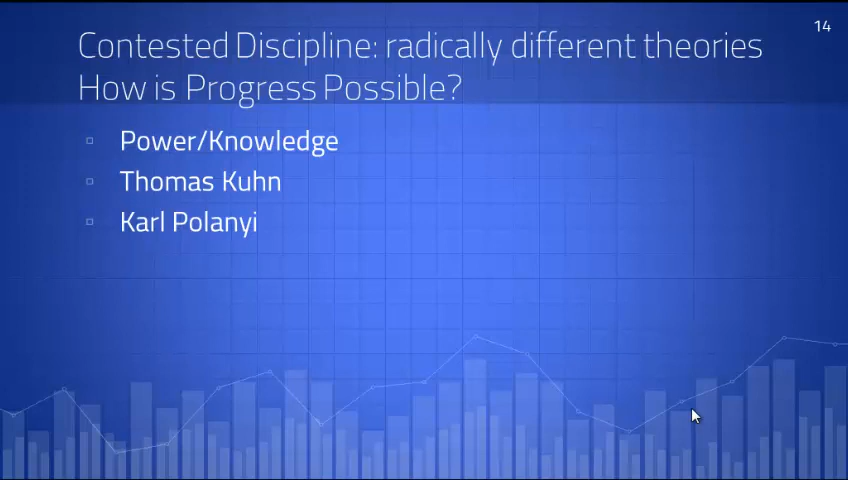 14
Contested Discipline: radically different theories
How is Progress Possible?
Power/Knowledge
Thomas Kuhn
Karl Polanyi